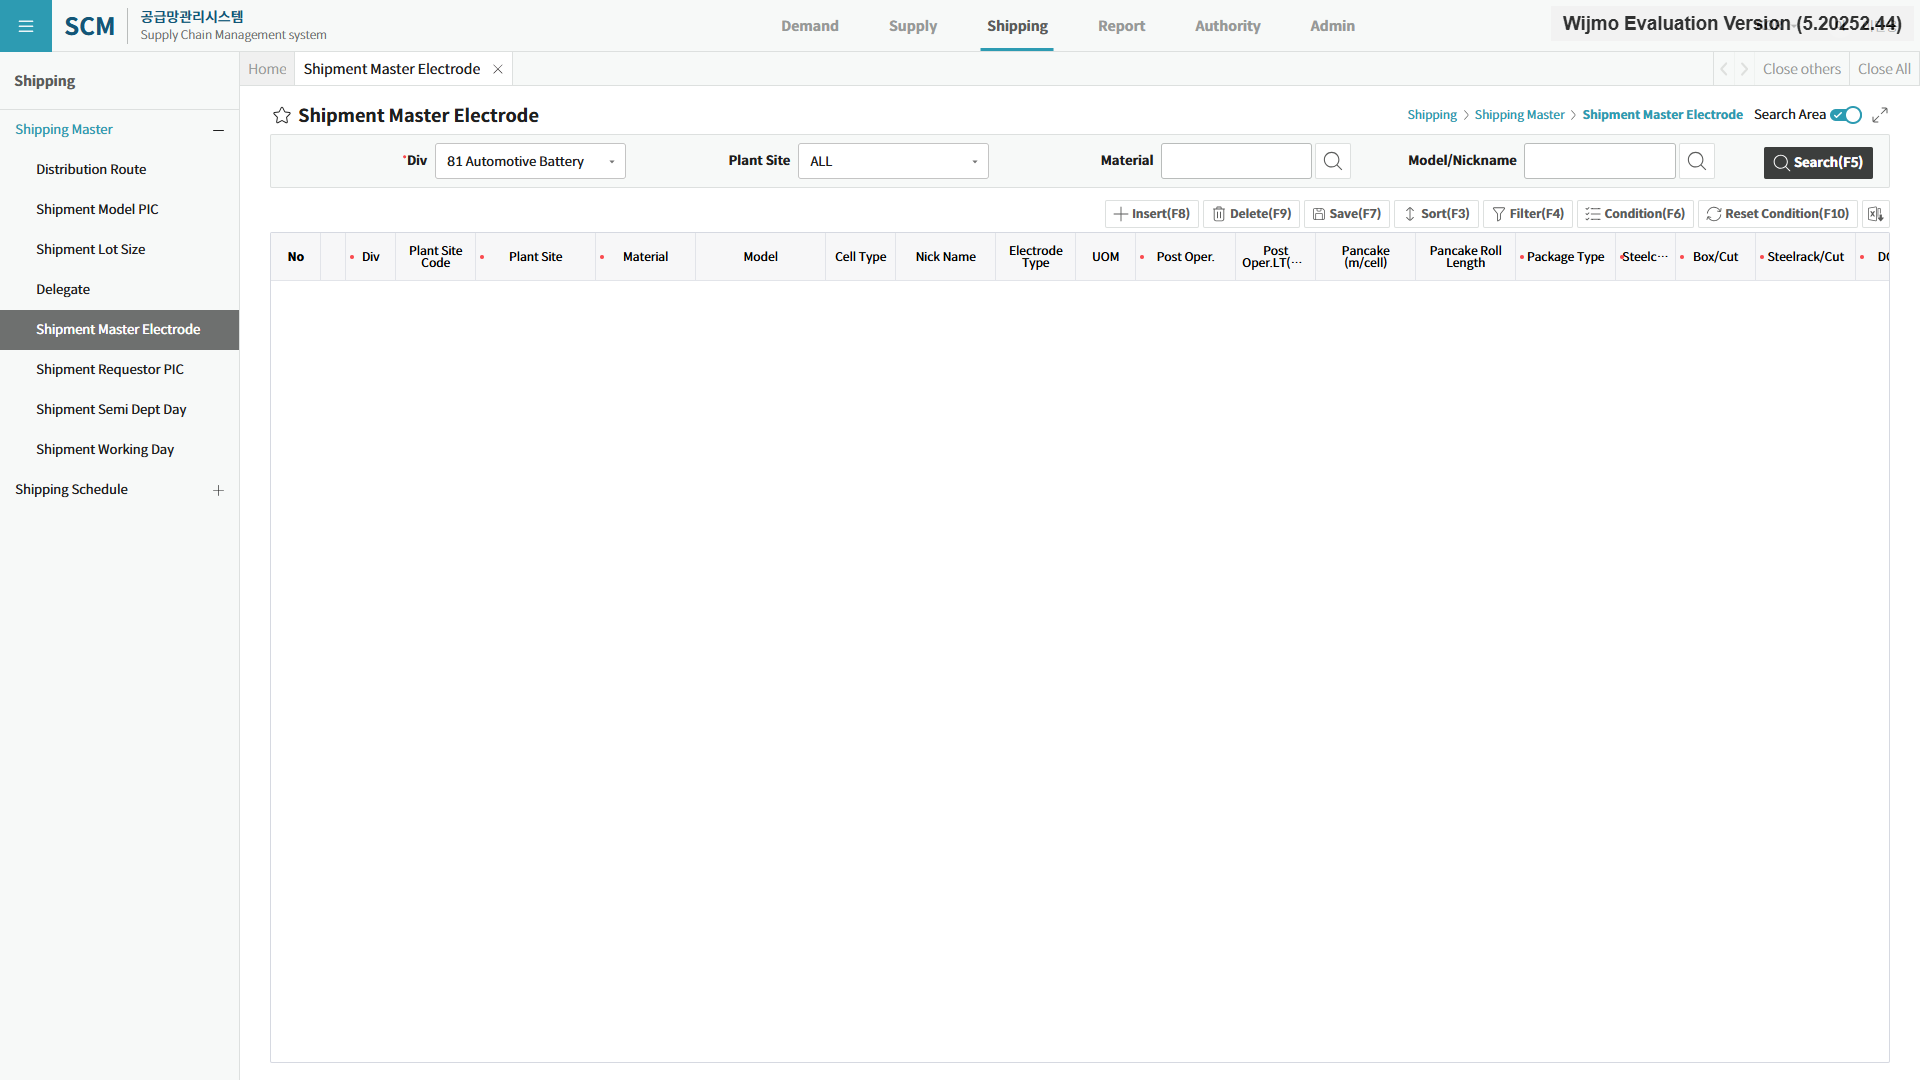 SCM
공급망관리시스템
Supply Chain Management system
Demand
Supply
Shipping
Report
Authority
Admin
Wijmo Evaluation Version (5.20252.44)
Shipping
Home
Shipment Master Electrode
Close others
Close All
Shipping Master
Distribution Route
Shipment Model PIC
Shipment Lot Size
Delegate
Shipment Master Electrode
Shipment Requestor PIC
Shipment Semi Dept Day
Shipment Working Day
Shipping Schedule
Shipment Master Electrode
Shipping > Shipping Master > Shipment Master Electrode
Search Area
*Div
81 Automotive Battery
Plant Site
ALL
Material
Model/Nickname
Search(F5)
Insert(F8)
Delete(F9)
Save(F7)
Sort(F3)
Filter(F4)
Condition(F6)
Reset Condition(F10)
No
Div
Plant Site
Code
Plant Site
Material
Model
Cell Type
Nick Name
Electrode
Type
UOM
Post Oper.
Post
Oper.LT(···
Pancake
(m/cell)
Pancake Roll
Length
Package Type
Steelc···
Box/Cut
Steelrack/Cut